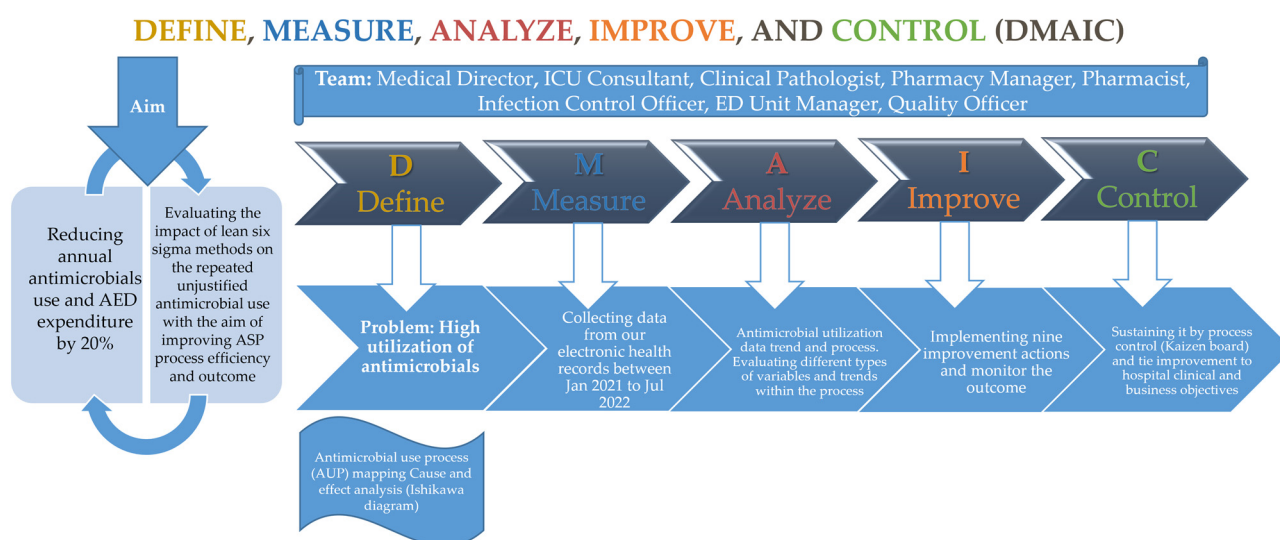 DEFINE, MEASURE, ANALYZE, IMPROVE, AND CONTROL (DMAIC)
Aim
Reducing
annual
antimicrobials
use and AED
expenditure
by 20%
Evaluating the
impact of lean six
sigma methods on
the repeated
unjustified
antimicrobial use
with the aim of
improving ASP
process efficiency
and outcome
Team: Medical Director, ICU Consultant, Clinical Pathologist, Pharmacy Manager, Pharmacist,
Infection Control Officer, ED Unit Manager, Quality Officer
D
Define
M
Measure
A
Analyze
I
Improve
C
Control
Problem: High
utilization of
antimicrobials
Collecting data
from our
electronic health
records between
Jan 2021 to Jul
2022
Antimicrobial utilization
data trend and process.
Evaluating different types
of variables and trends
within the process
Implementing nine
improvement actions
and monitor the
outcome
Sustaining it by process
control (Kaizen board)
and tie improvement to
hospital clinical and
business objectives
Antimicrobial use process
(AUP) mapping Cause and
effect analysis (Ishikawa
diagram)